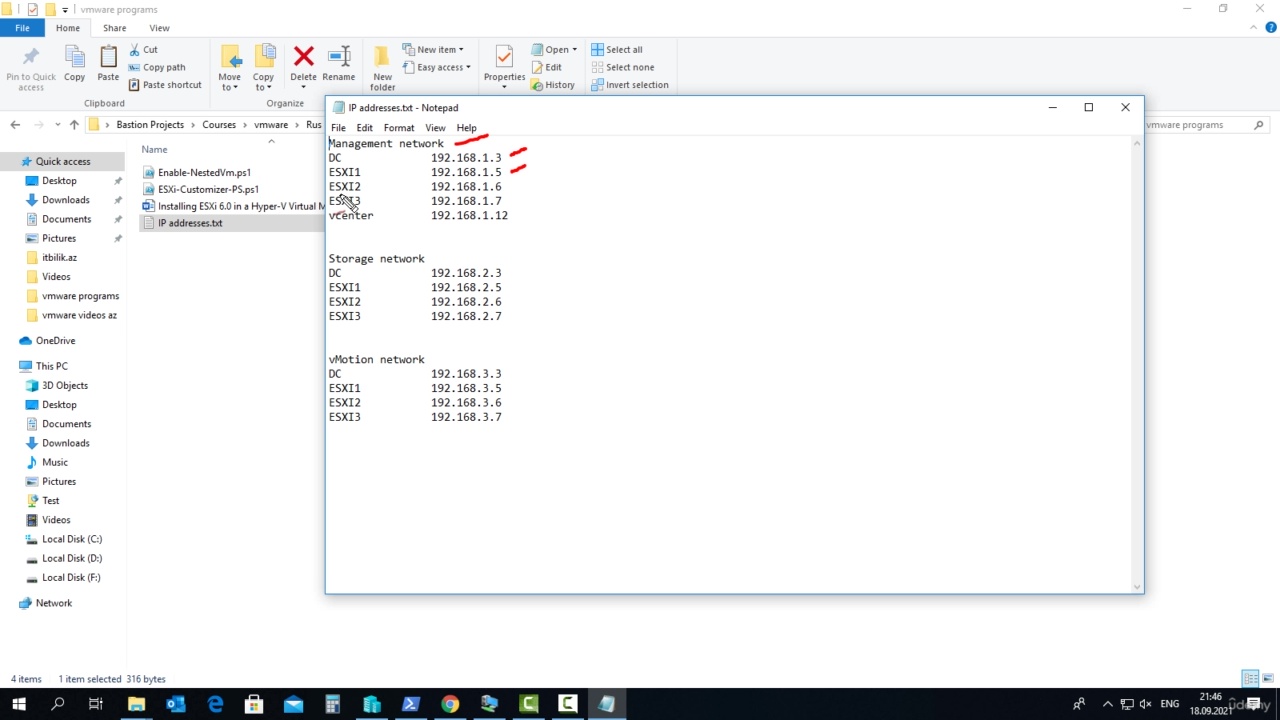 vmware programs
File Home Share View
Pin to Quick access
Copy
Paste
Cut
Copy path
Paste shortcut
Clipboard
Move to
Copy to
Delete
Rename
Organize
New folder
New item
Easy access
Properties
Open
Edit
History
Select all
Select none
Invert selection
Bastion Projects Courses vmware Rus
vmware programs
Quick access
Desktop
Downloads
Documents
Pictures
itbilik.az
Videos
vmware programs
vmware videos az
OneDrive
This PC
3D Objects
Desktop
Documents
Downloads
Music
Pictures
Test
Videos
Local Disk (C:)
Local Disk (D:)
Local Disk (F:)
Network
Name
Enable-NestedVm.ps1
ESXi-Customizer-PS.ps1
Installing ESXi 6.0 in a Hyper-V Virtual M
IP addresses.txt
IP addresses.txt - Notepad
File Edit Format View Help
Management network
DC 192.168.1.3
ESXI1 192.168.1.5
ESXI2 192.168.1.6
ESXI3 192.168.1.7
vcenter 192.168.1.12
Storage network
DC 192.168.2.3
ESXI1 192.168.2.5
ESXI2 192.168.2.6
ESXI3 192.168.2.7
vMotion network
DC 192.168.3.3
ESXI1 192.168.3.5
ESXI2 192.168.3.6
ESXI3 192.168.3.7
4 items 1 item selected 316 bytes
ENG
21:46
18.09.2021
udemy